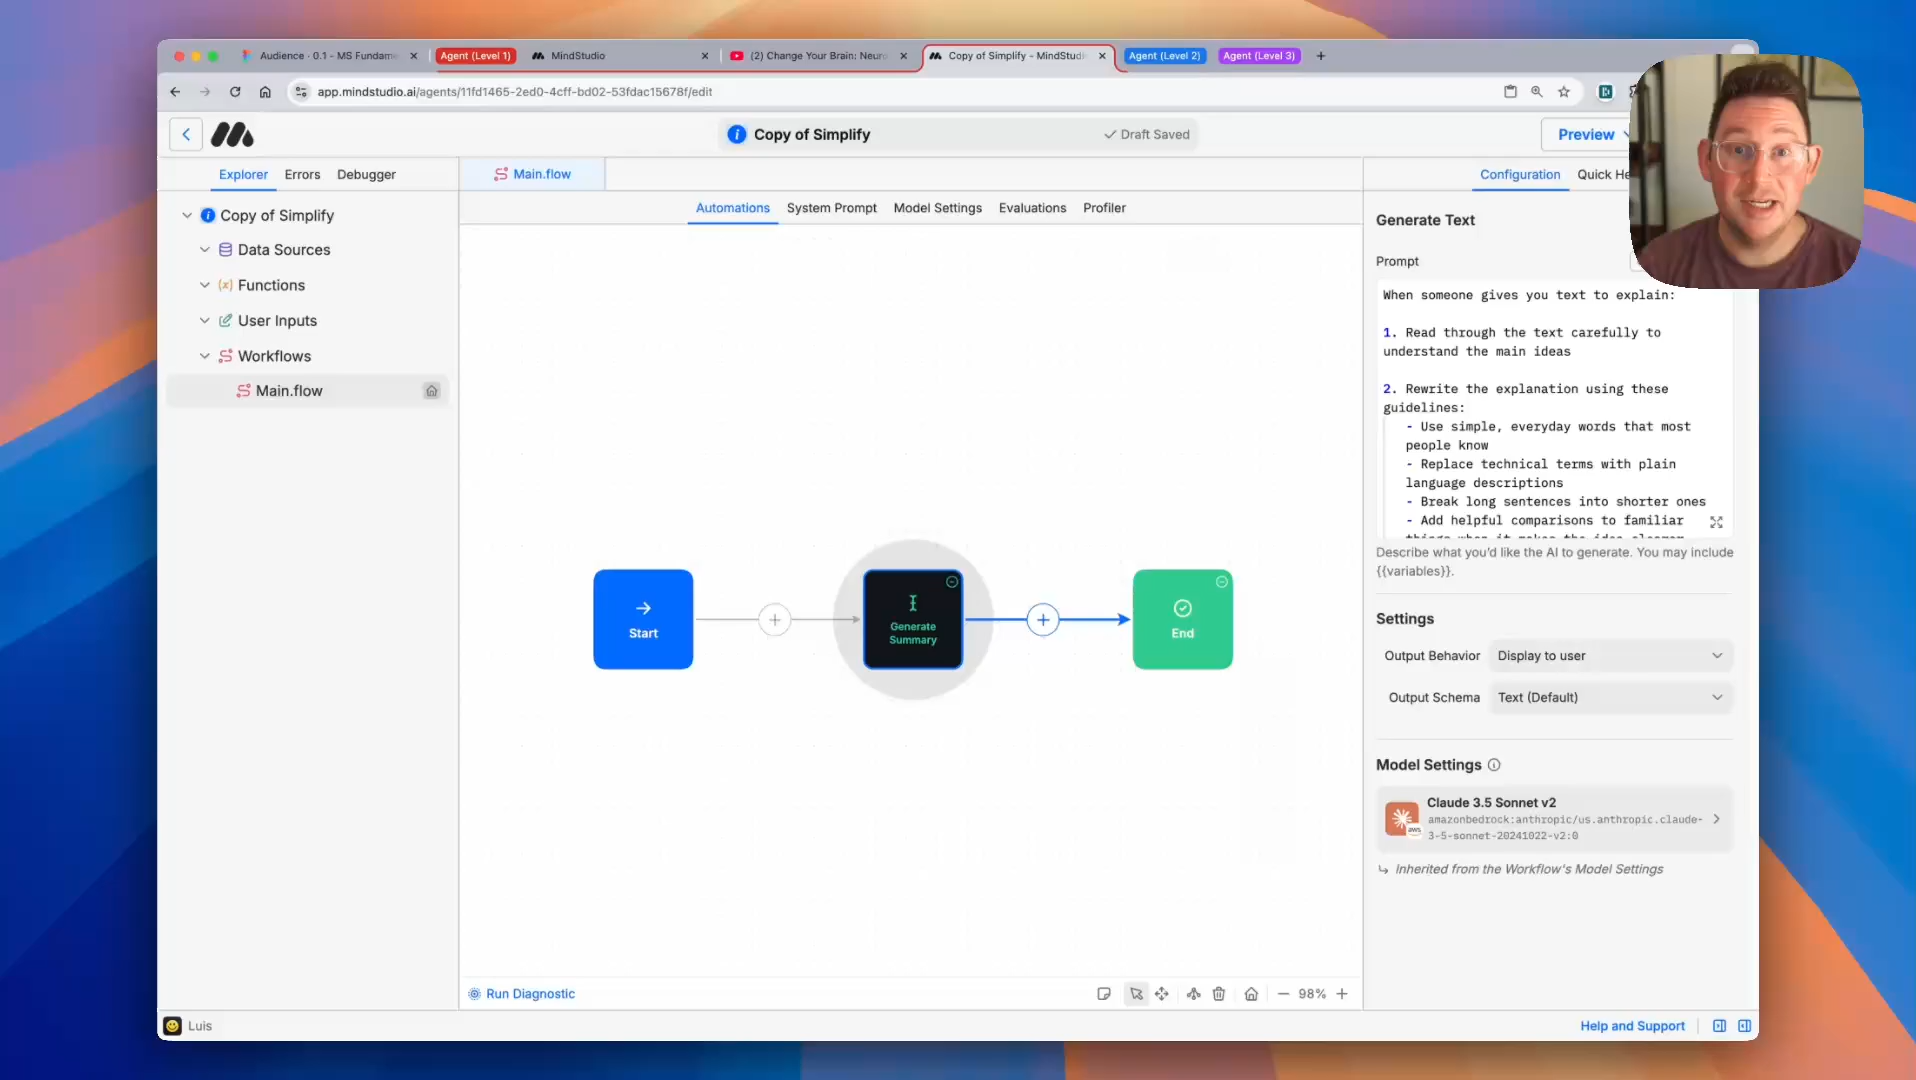 Audience · 0.1 - MS Fundame
Agent (Level 1)
MindStudio
(2) Change Your Brain: Neuro
Copy of Simplify - MindStudi
Agent (Level 2)
Agent (Level 3)
app.mindstudio.ai/agents/11fd1465-2ed0-4cff-bd02-53fdac15678f/edit
Copy of Simplify
Draft Saved
Preview
Explorer
Errors
Debugger
Main.flow
Configuration
Quick He
Automations
System Prompt
Model Settings
Evaluations
Profiler
Copy of Simplify
Data Sources
Functions
User Inputs
Workflows
Main.flow
Start
Generate
Summary
End
Generate Text
Prompt
When someone gives you text to explain:
1. Read through the text carefully to
understand the main ideas
2. Rewrite the explanation using these
guidelines:
- Use simple, everyday words that most
people know
- Replace technical terms with plain
language descriptions
- Break long sentences into shorter ones
- Add helpful comparisons to familiar
things when it makes the idea clearer
Describe what you'd like the AI to generate. You may include
{{variables}}.
Settings
Output Behavior
Display to user
Output Schema
Text (Default)
Model Settings
Claude 3.5 Sonnet v2
aws
amazonbedrock:anthropic/us.anthropic.claude-
3-5-sonnet-20241022-v2:0
Inherited from the Workflow's Model Settings
Run Diagnostic
98%
Luis
Help and Support